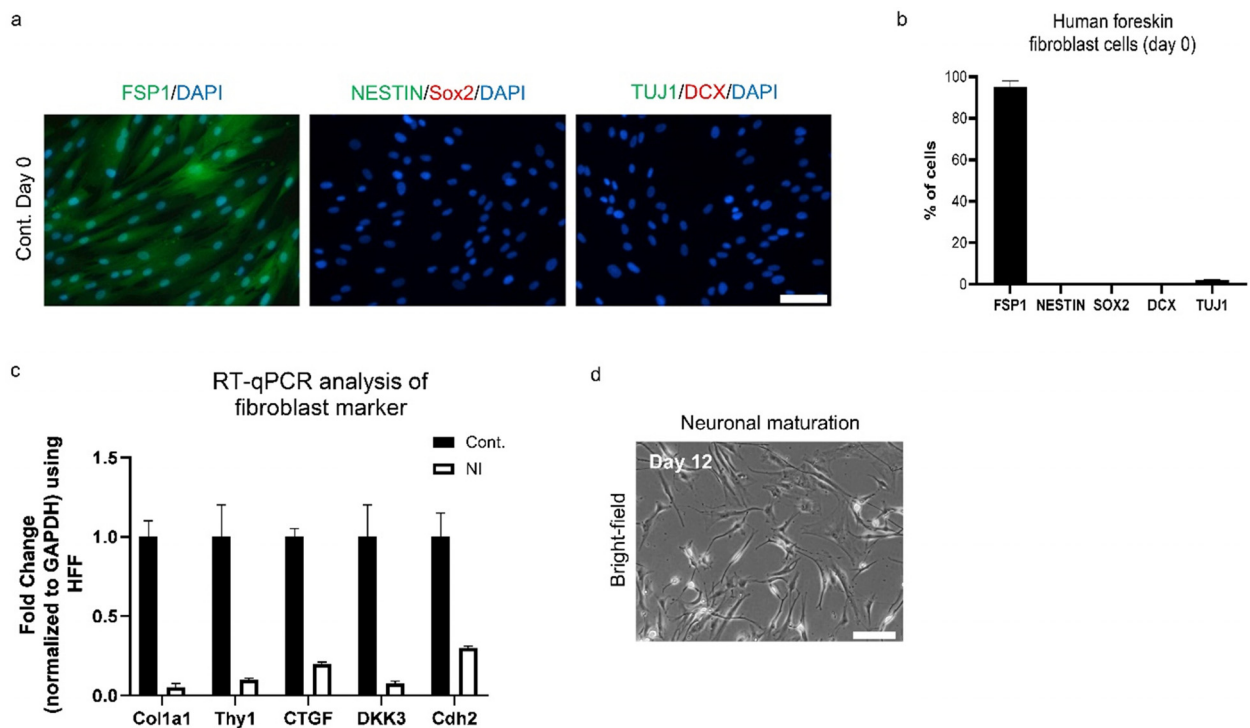 a
FSP1/DAPI
NESTIN/Sox2/DAPI
TUJ1/DCX/DAPI
Cont. Day 0
b
Human foreskin
fibroblast cells (day 0)
% of cells
100
80
60
40
20
0
FSP1 NESTIN SOX2 DCX TUJ1
c
RT-qPCR analysis of
fibroblast marker
Cont.
NI
Fold Change
(normalized to GAPDH) using
HFF
1.5
1.0
0.5
0.0
Col1a1 Thy1 CTGF DKK3 Cdh2
d
Neuronal maturation
Day 12
Bright-field